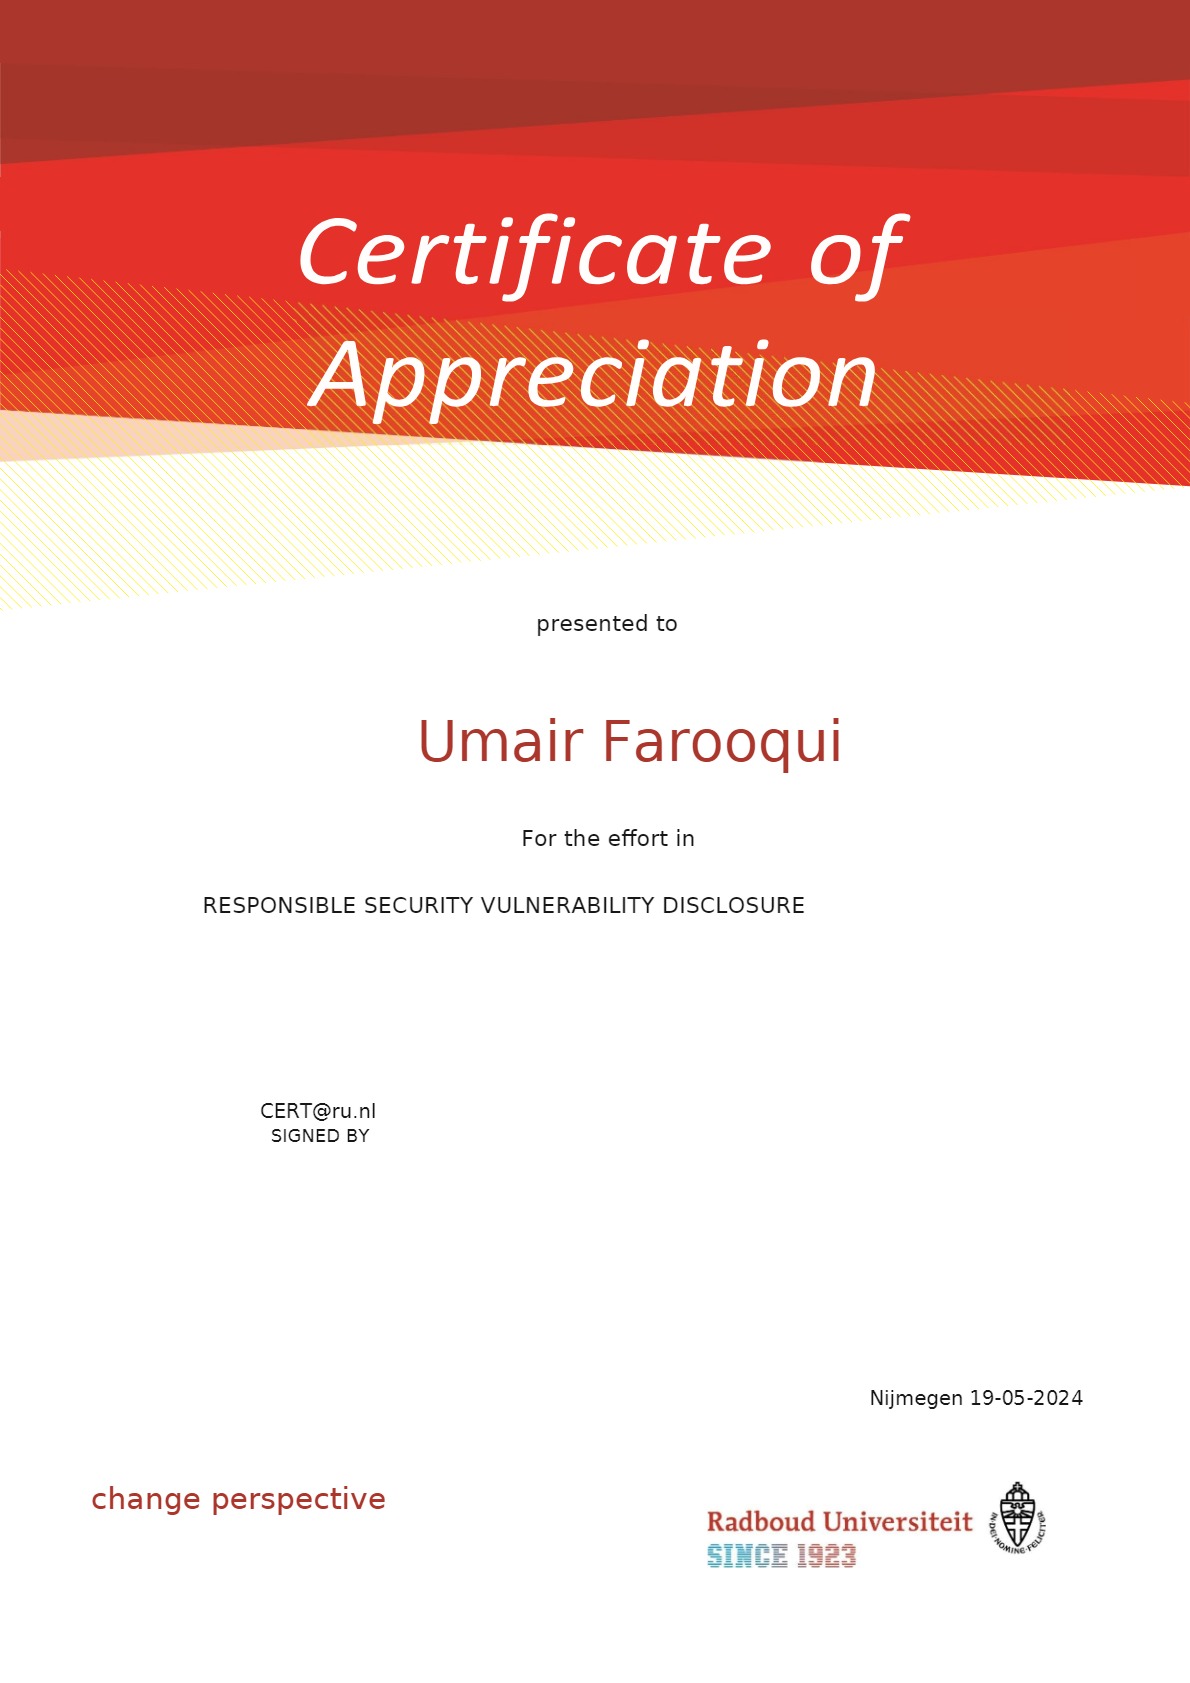 Certificate of
Appreciation
presented to
Umair Farooqui
For the effort in
RESPONSIBLE SECURITY VULNERABILITY DISCLOSURE
CERT@ru.nl
SIGNED BY
Nijmegen 19-05-2024
change perspective
Radboud Universiteit
SINCE 1923
IN·DEI·NOMINE·FELICITER